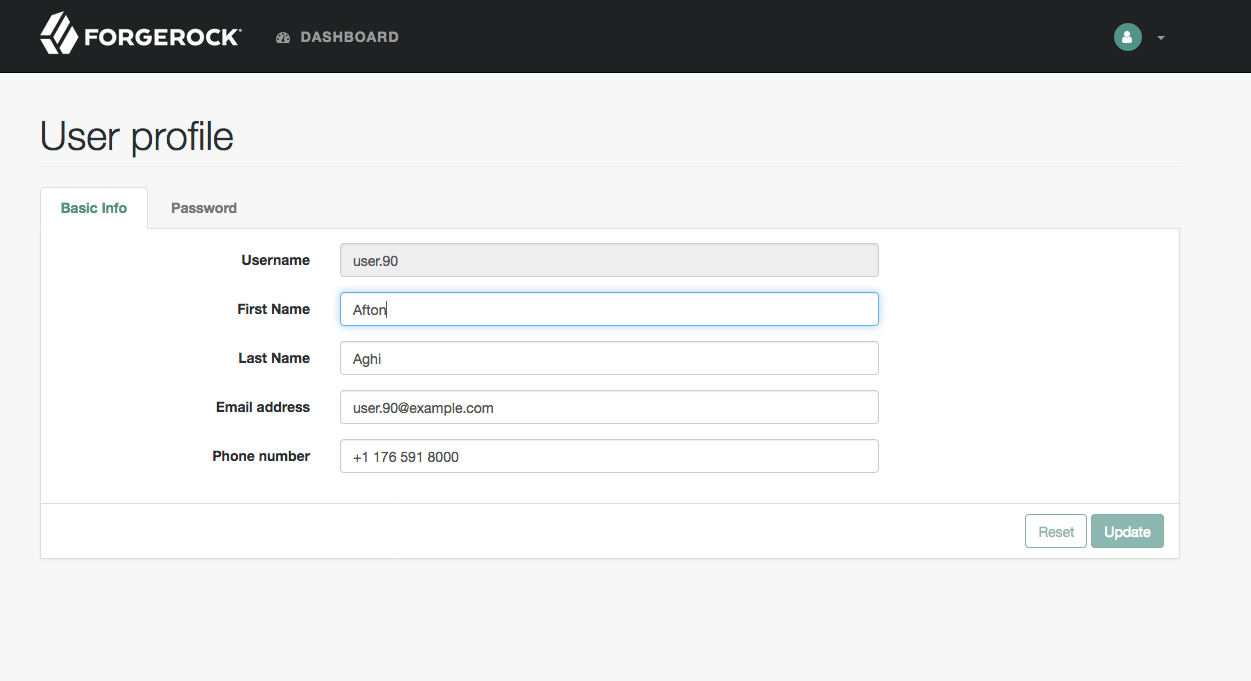 FORGEROCK DASHBOARD
User profile
Basic Info Password
Username user.90
First Name Afton
Last Name Aghi
Email address user.90@example.com
Phone number +1 176 591 8000
Reset Update